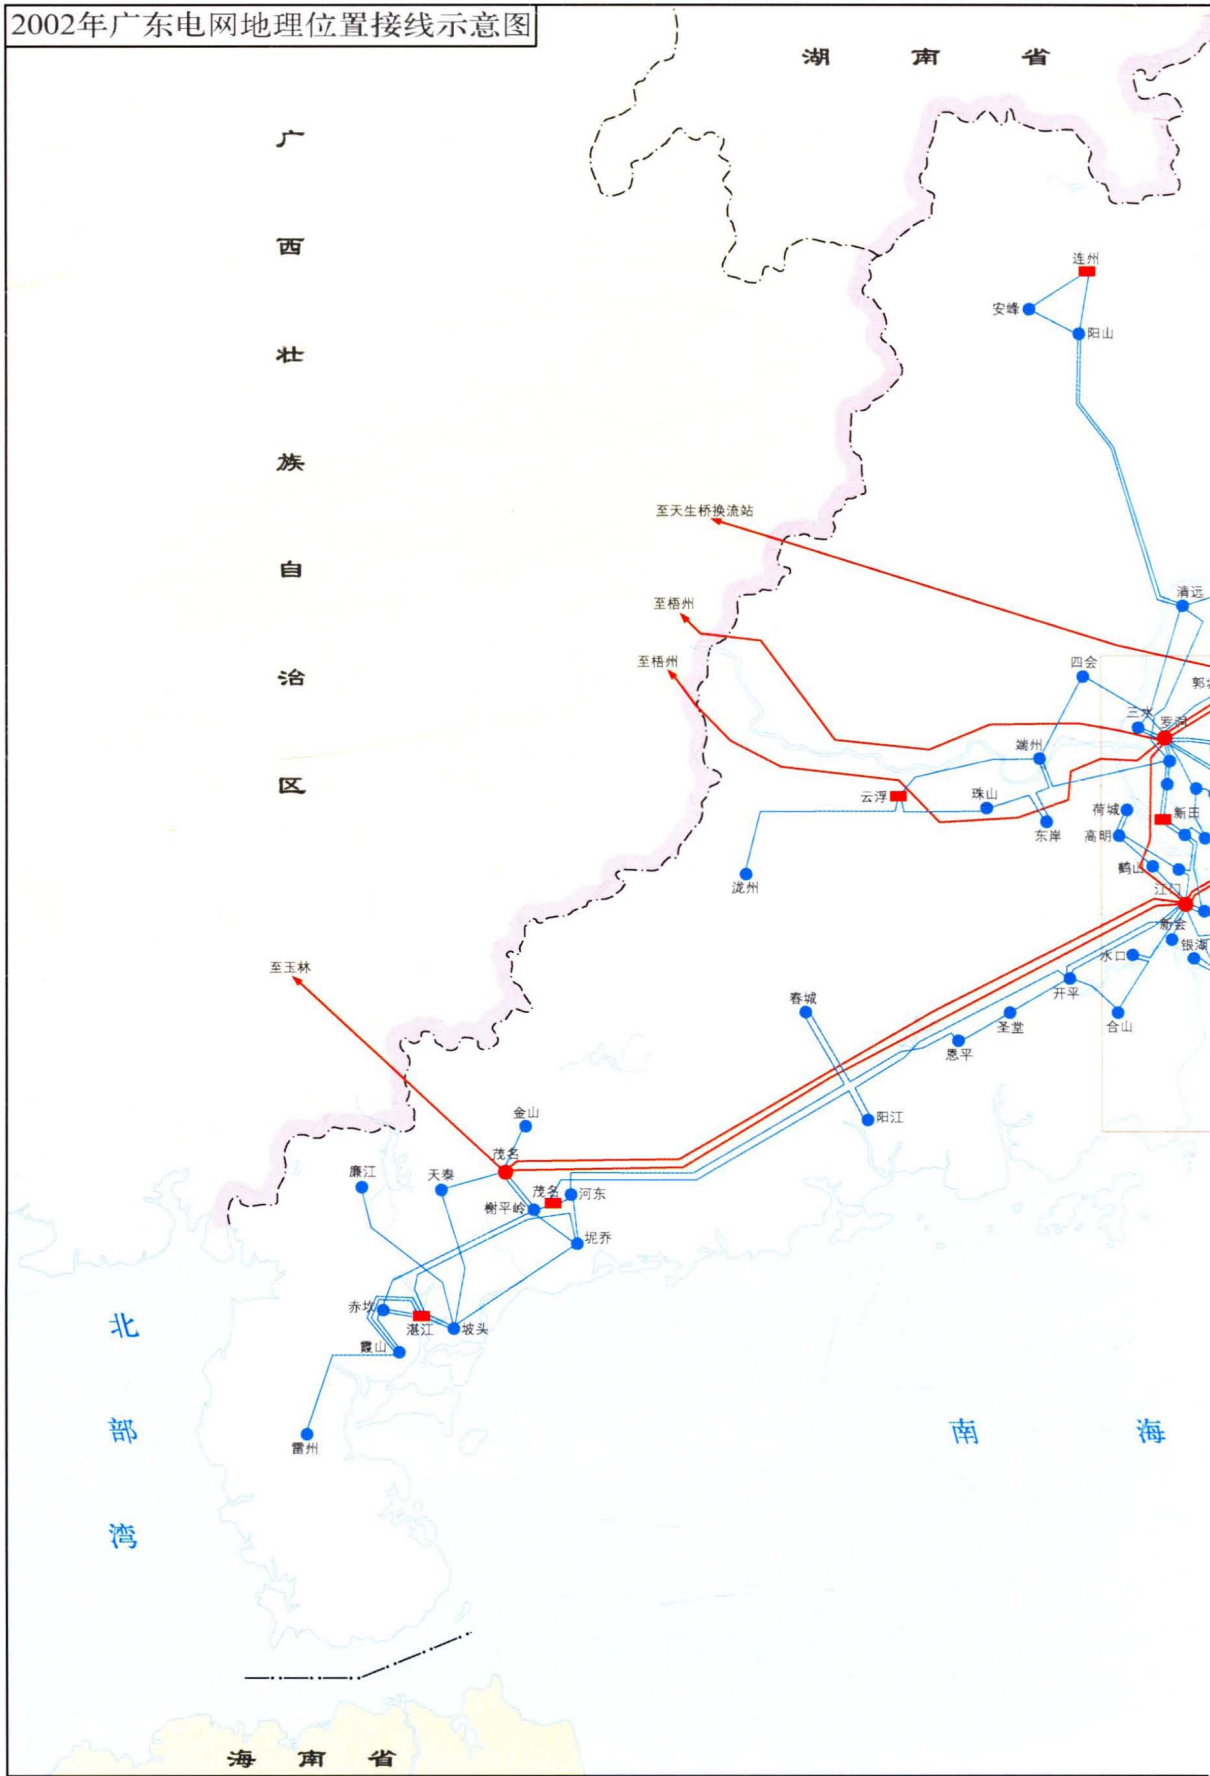 2002年广东电网地理位置接线示意图
湖南省
广西壮族自治区
连州
安峰
阳山
至天生桥换流站
清远
至梧州
至梧州
四会
三水
罗洞
端州
云浮
珠山
东岸
荷城
新田
高明
鹤山
泷州
江门
新会
水口
银湖
至玉林
春城
开平
圣堂
合山
恩平
金山
阳江
茂名
廉江
天泰
茂名
河东
榭平岭
坭乔
赤坎
湛江
坡头
霞山
雷州
北部湾
南海
海南省